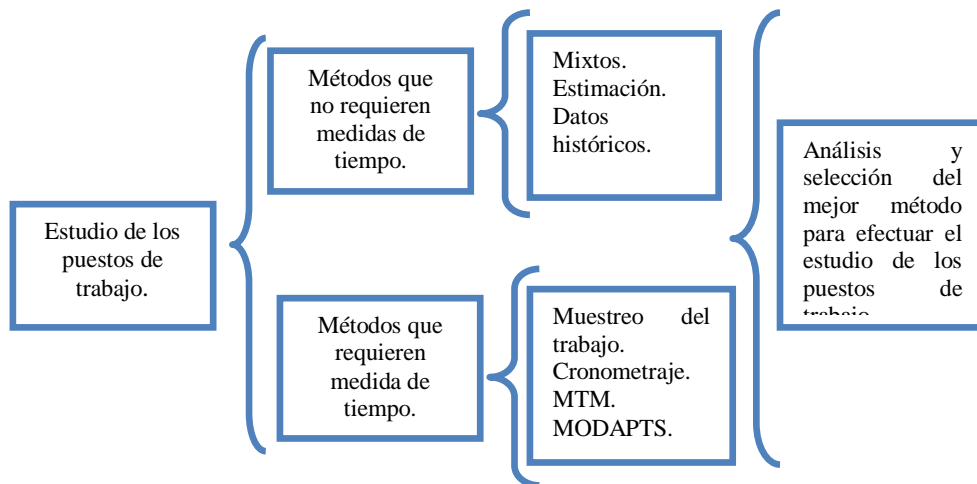 Estudio de los
puestos de
trabajo.
Métodos que
no requieren
medidas de
tiempo.
Mixtos.
Estimación.
Datos
históricos.
Métodos que
requieren
medida de
tiempo.
Muestreo del
trabajo.
Cronometraje.
MTM.
MODAPTS.
Análisis y
selección del
mejor método
para efectuar el
estudio de los
puestos de